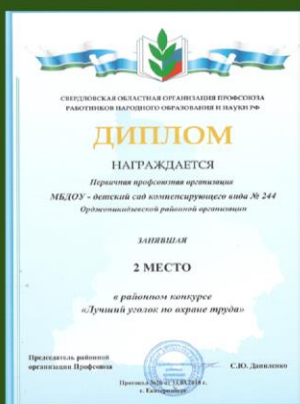 СВЕРДЛОВСКАЯ ОБЛАСТНАЯ ОРГАНИЗАЦИЯ ПРОФСОЮЗА
РАБОТНИКОВ НАРОДНОГО ОБРАЗОВАНИЯ И НАУКИ РФ
ДИПЛОМ
НАГРАЖДАЕТСЯ
Первичная профсоюзная организация
МБДОУ - детский сад компенсирующего вида № 244
Орджоникидзевской районной организации
ЗАНЯВШАЯ
2 МЕСТО
в районном конкурсе
«Лучший уголок по охране труда»
Председатель районной
организации Профсоюза
С.Ю. Даниленко
Протокол
г. Екатеринбург